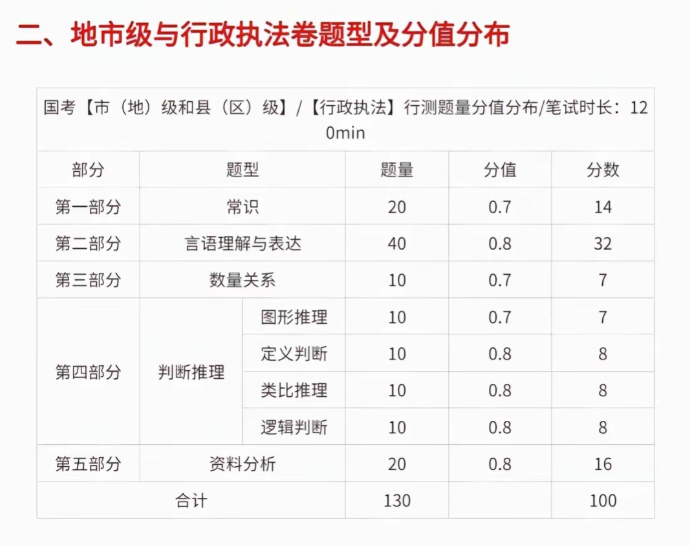 二、地市级与行政执法卷题型及分值分布
国考【市（地）级和县（区）级】/【行政执法】行测题量分值分布/笔试时长：12
0min
部分 题型 题量 分值 分数
第一部分 常识 20 0.7 14
第二部分 言语理解与表达 40 0.8 32
第三部分 数量关系 10 0.7 7
第四部分 判断推理 图形推理 10 0.7 7
定义判断 10 0.8 8
类比推理 10 0.8 8
逻辑判断 10 0.8 8
第五部分 资料分析 20 0.8 16
合计 130 100